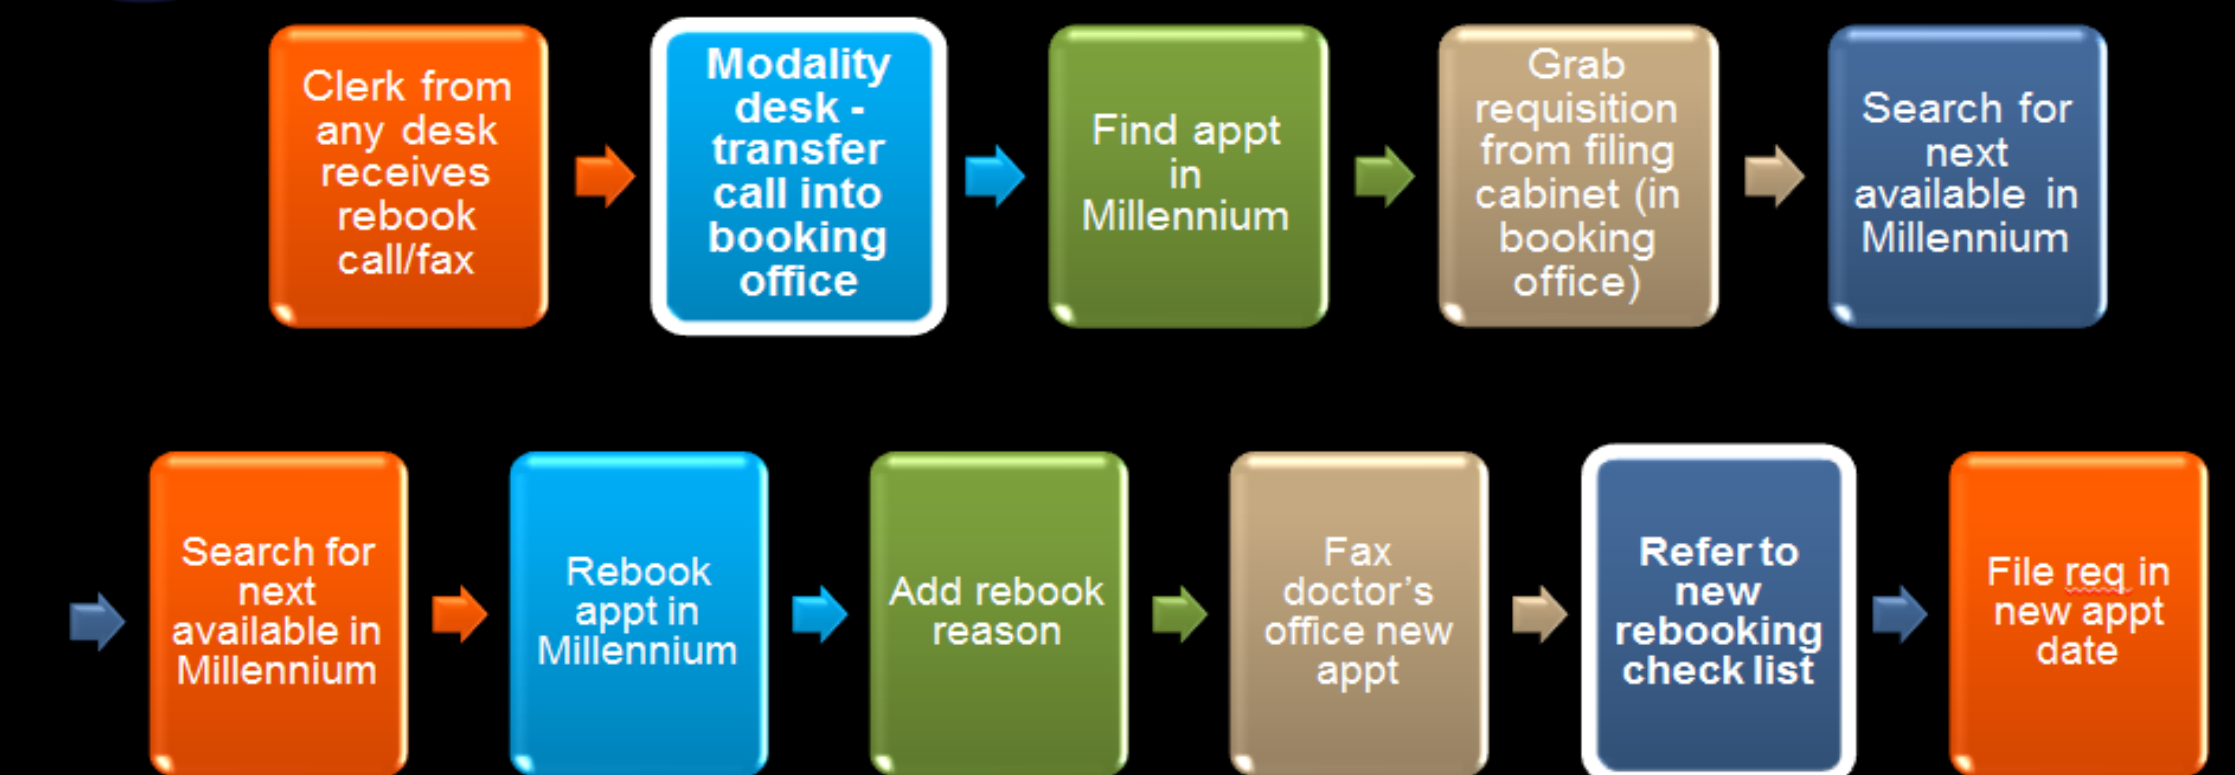 Clerk from
any desk
receives
rebook
call/fax
Modality
desk -
transfer
call into
booking
office
Find appt
in
Millennium
Grab
requisition
from filing
cabinet (in
booking
office)
Search for
next
available in
Millennium
Search for
next
available in
Millennium
Rebook
appt in
Millennium
Add rebook
reason
Fax
doctor’s
office new
appt
Refer to
new
rebooking
check list
File req in
new appt
date